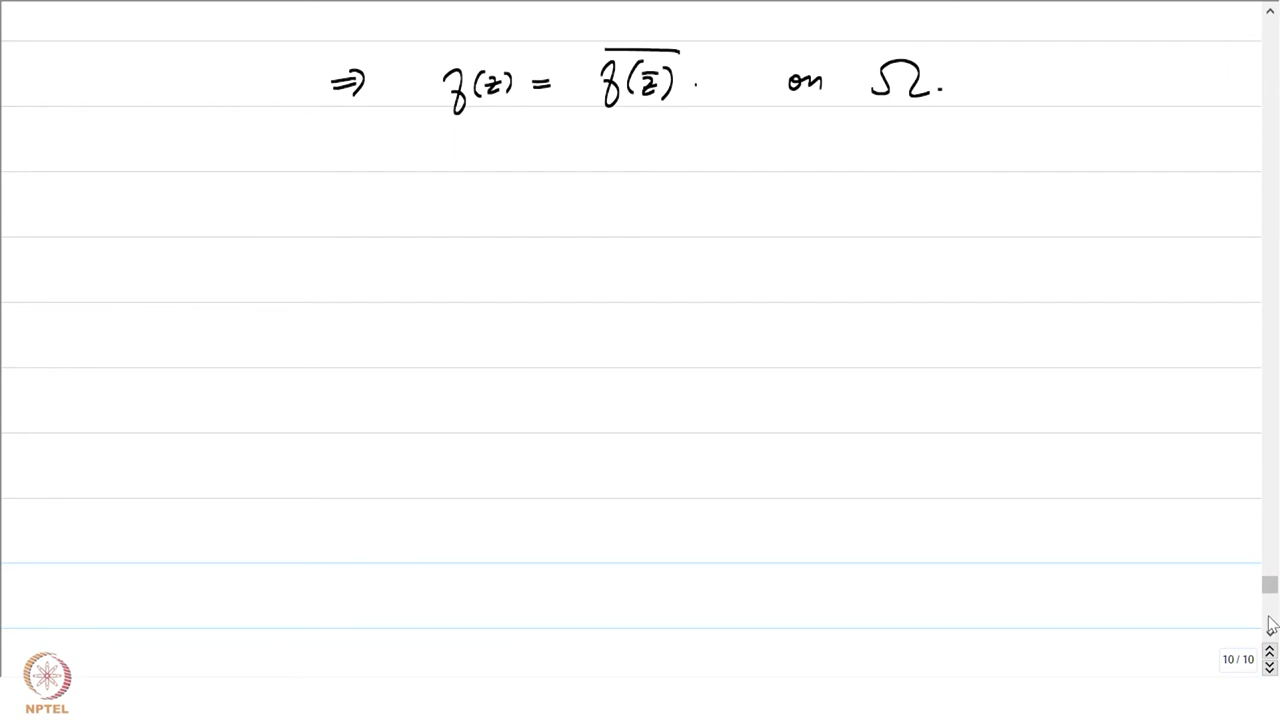 ⇒ f(z) = \overline{f(\bar{z})}. on Ω.
10 / 10
NPTEL